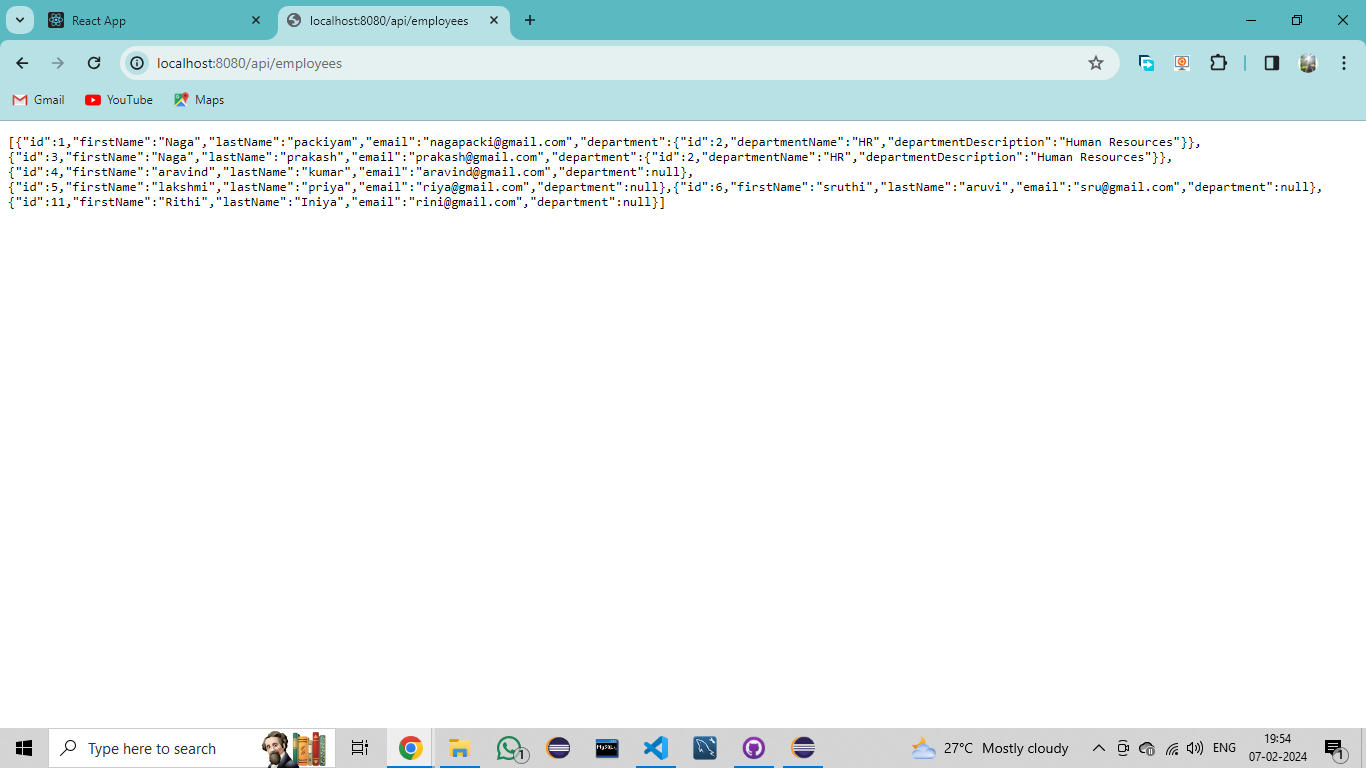 React App
localhost:8080/api/employees
localhost:8080/api/employees
Gmail YouTube Maps
[{"id":1,"firstName":"Naga","lastName":"packiyam","email":"nagapacki@gmail.com","department":{"id":2,"departmentName":"HR","departmentDescription":"Human Resources"}},
{"id":3,"firstName":"Naga","lastName":"prakash","email":"prakash@gmail.com","department":{"id":2,"departmentName":"HR","departmentDescription":"Human Resources"}},
{"id":4,"firstName":"aravind","lastName":"kumar","email":"aravind@gmail.com","department":null},
{"id":5,"firstName":"lakshmi","lastName":"priya","email":"riya@gmail.com","department":null},{"id":6,"firstName":"sruthi","lastName":"aruvi","email":"sru@gmail.com","department":null},
{"id":11,"firstName":"Rithi","lastName":"Iniya","email":"rini@gmail.com","department":null}]
Type here to search
1
MySQL
27°C Mostly cloudy
ENG
19:54
07-02-2024
1